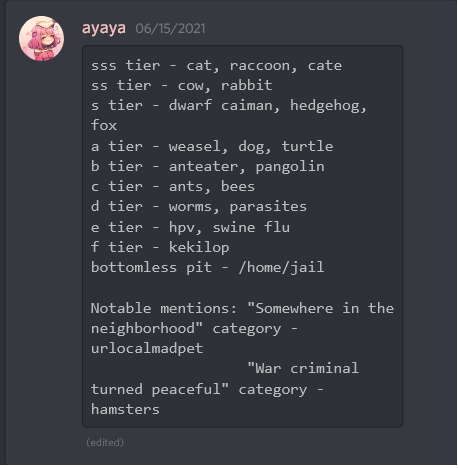 ayaya 06/15/2021
sss tier - cat, raccoon, cate
ss tier - cow, rabbit
s tier - dwarf caiman, hedgehog,
fox
a tier - weasel, dog, turtle
b tier - anteater, pangolin
c tier - ants, bees
d tier - worms, parasites
e tier - hpv, swine flu
f tier - kekilop
bottomless pit - /home/jail

Notable mentions: "Somewhere in the
neighborhood" category -
urlocalmadpet
"War criminal
turned peaceful" category -
hamsters
(edited)